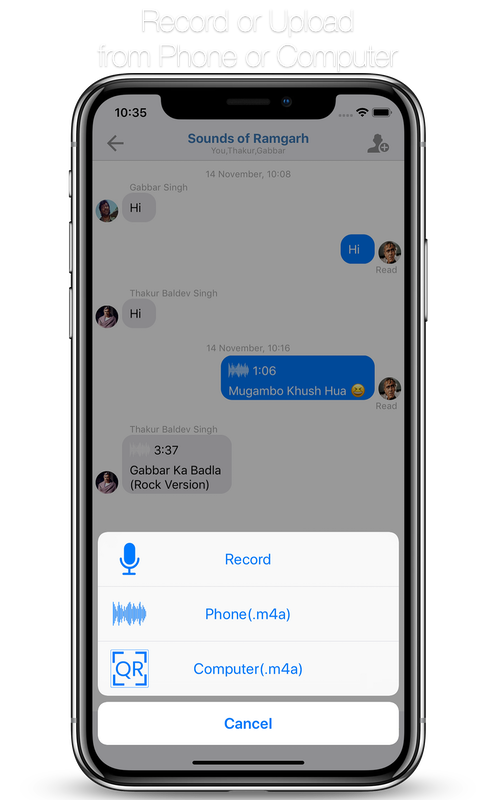 Record or Upload
from Phone or Computer
10:35
Sounds of Ramgarh
You,Thakur,Gabbar
14 November, 10:08
Gabbar Singh
Hi
Hi
Read
Thakur Baldev Singh
Hi
14 November, 10:16
1:06
Mugambo Khush Hua 😆
Read
Thakur Baldev Singh
3:37
Gabbar Ka Badla
(Rock Version)
Record
Phone(.m4a)
QR
Computer(.m4a)
Cancel